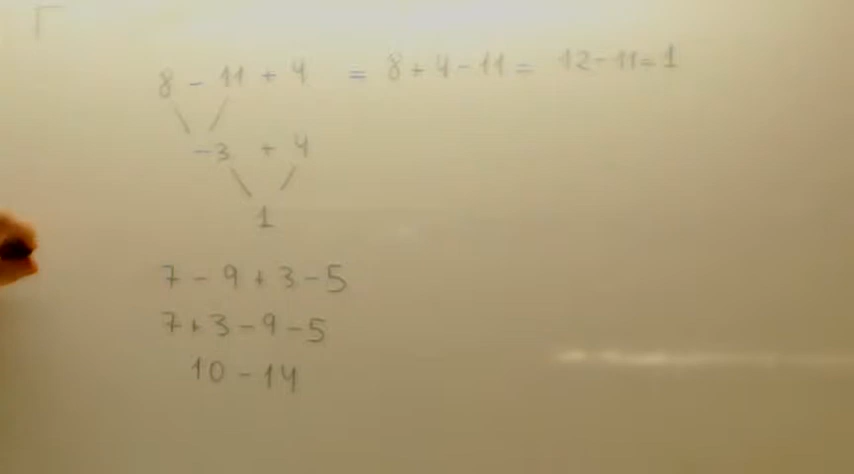 8 - 11 + 4 = 8 + 4 - 11 = 12 - 11 = 1
-3 + 4
1
7 - 9 + 3 - 5
7 + 3 - 9 - 5
10 - 14